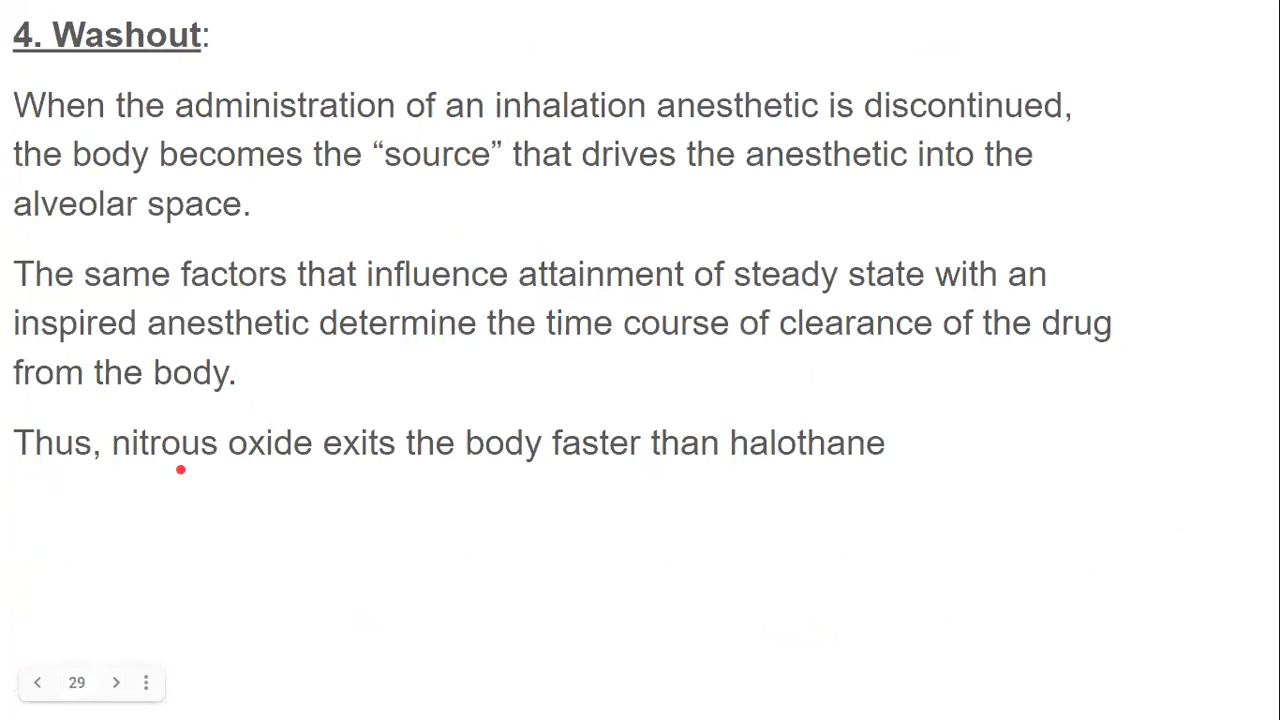 4. Washout:
When the administration of an inhalation anesthetic is discontinued,
the body becomes the “source” that drives the anesthetic into the
alveolar space.
The same factors that influence attainment of steady state with an
inspired anesthetic determine the time course of clearance of the drug
from the body.
Thus, nitrous oxide exits the body faster than halothane
29